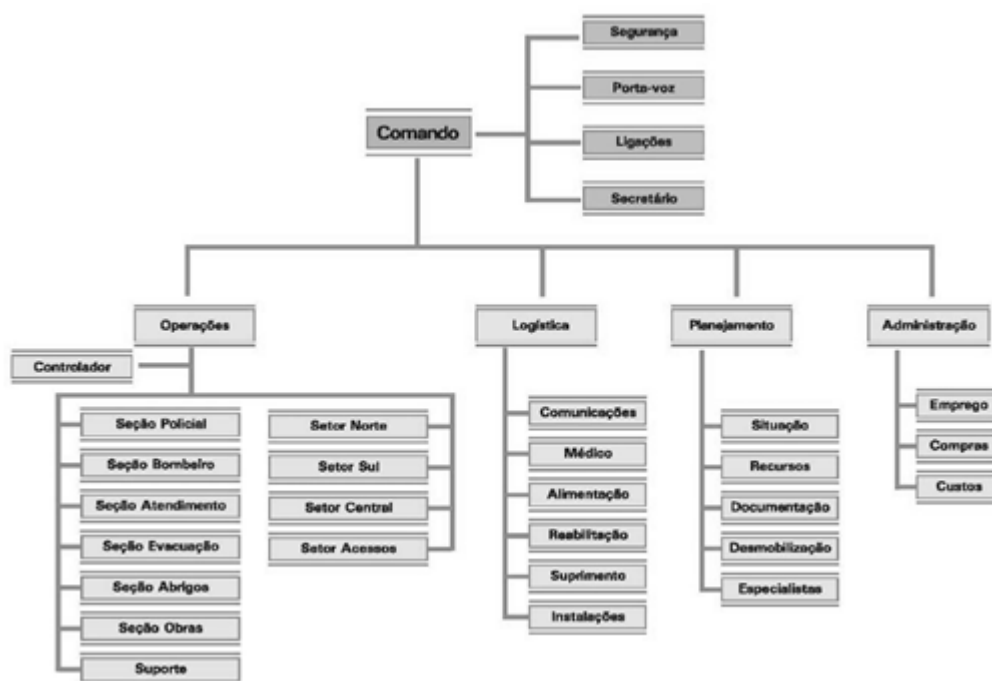 Segurança
Porta-voz
Comando
Ligações
Secretário
Operações
Logística
Planejamento
Administração
Controlador
Seção Policial
Seção Bombeiro
Seção Atendimento
Seção Evacuação
Seção Abrigos
Seção Obras
Suporte
Setor Norte
Setor Sul
Setor Central
Setor Acessos
Comunicações
Médico
Alimentação
Reabilitação
Suprimento
Instalações
Situação
Recursos
Documentação
Desmobilização
Especialistas
Emprego
Compras
Custos